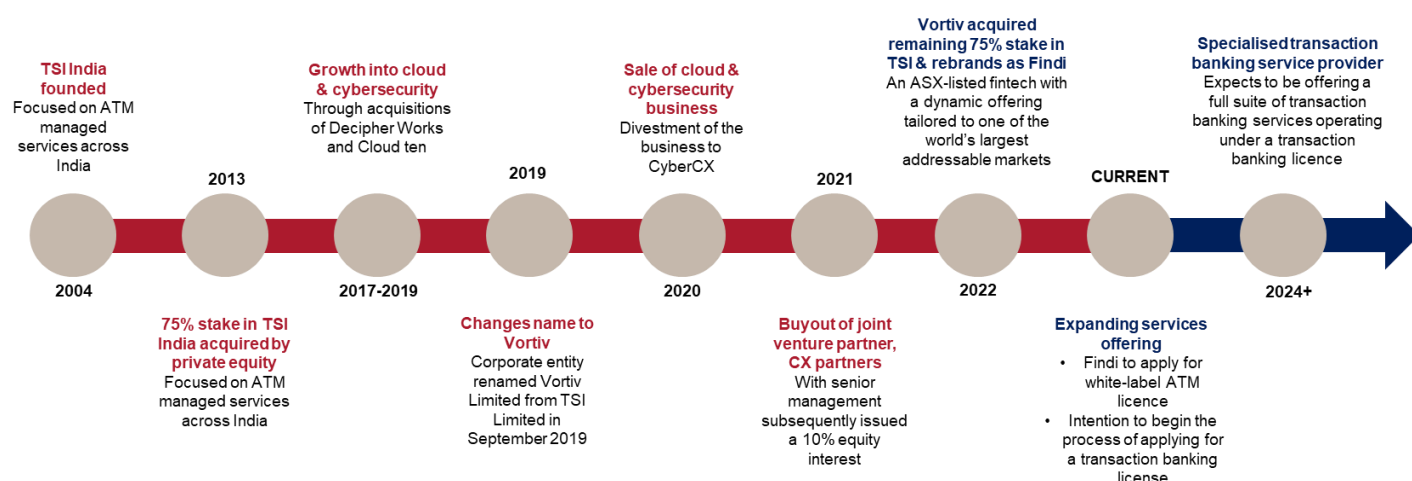 TSI India
founded
Focused on ATM
managed
services across
India
2004
2013
75% stake in TSI
India acquired by
private equity
Focused on ATM
managed services
across India
Growth into cloud
& cybersecurity
Through acquisitions
of Decipher Works
and Cloud ten
2017-2019
2019
Changes name to
Vortiv
Corporate entity
renamed Vortiv
Limited from TSI
Limited in
September 2019
Sale of cloud &
cybersecurity
business
Divestment of the
business to
CyberCX
2020
2021
Buyout of joint
venture partner,
CX partners
With senior
management
subsequently issued
a 10% equity
interest
Vortiv acquired
remaining 75% stake in
TSI & rebrands as Findi
An ASX-listed fintech with
a dynamic offering
tailored to one of the
world's largest
addressable markets
2022
CURRENT
Expanding services
offering
• Findi to apply for
white-label ATM
licence
• Intention to begin the
process of applying for
a transaction banking
license
Specialised transaction
banking service provider
Expects to be offering a
full suite of transaction
banking services operating
under a transaction
banking licence
2024+